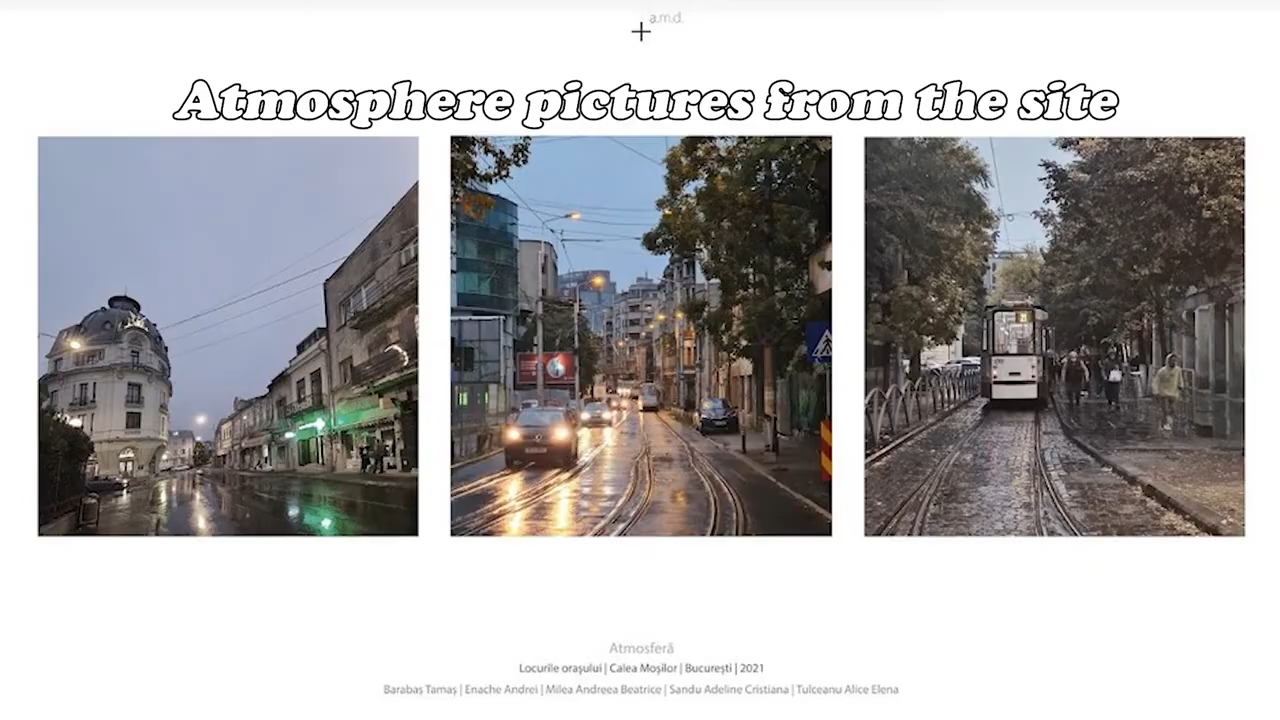 a.m.d.
Atmosphere pictures from the site
Atmosferă
Locurile orașului | Calea Moșilor | București | 2021
Barabaș Tamaș | Enache Andrei | Milea Andreea Beatrice | Sandu Adeline Cristiana | Tulceanu Alice Elena